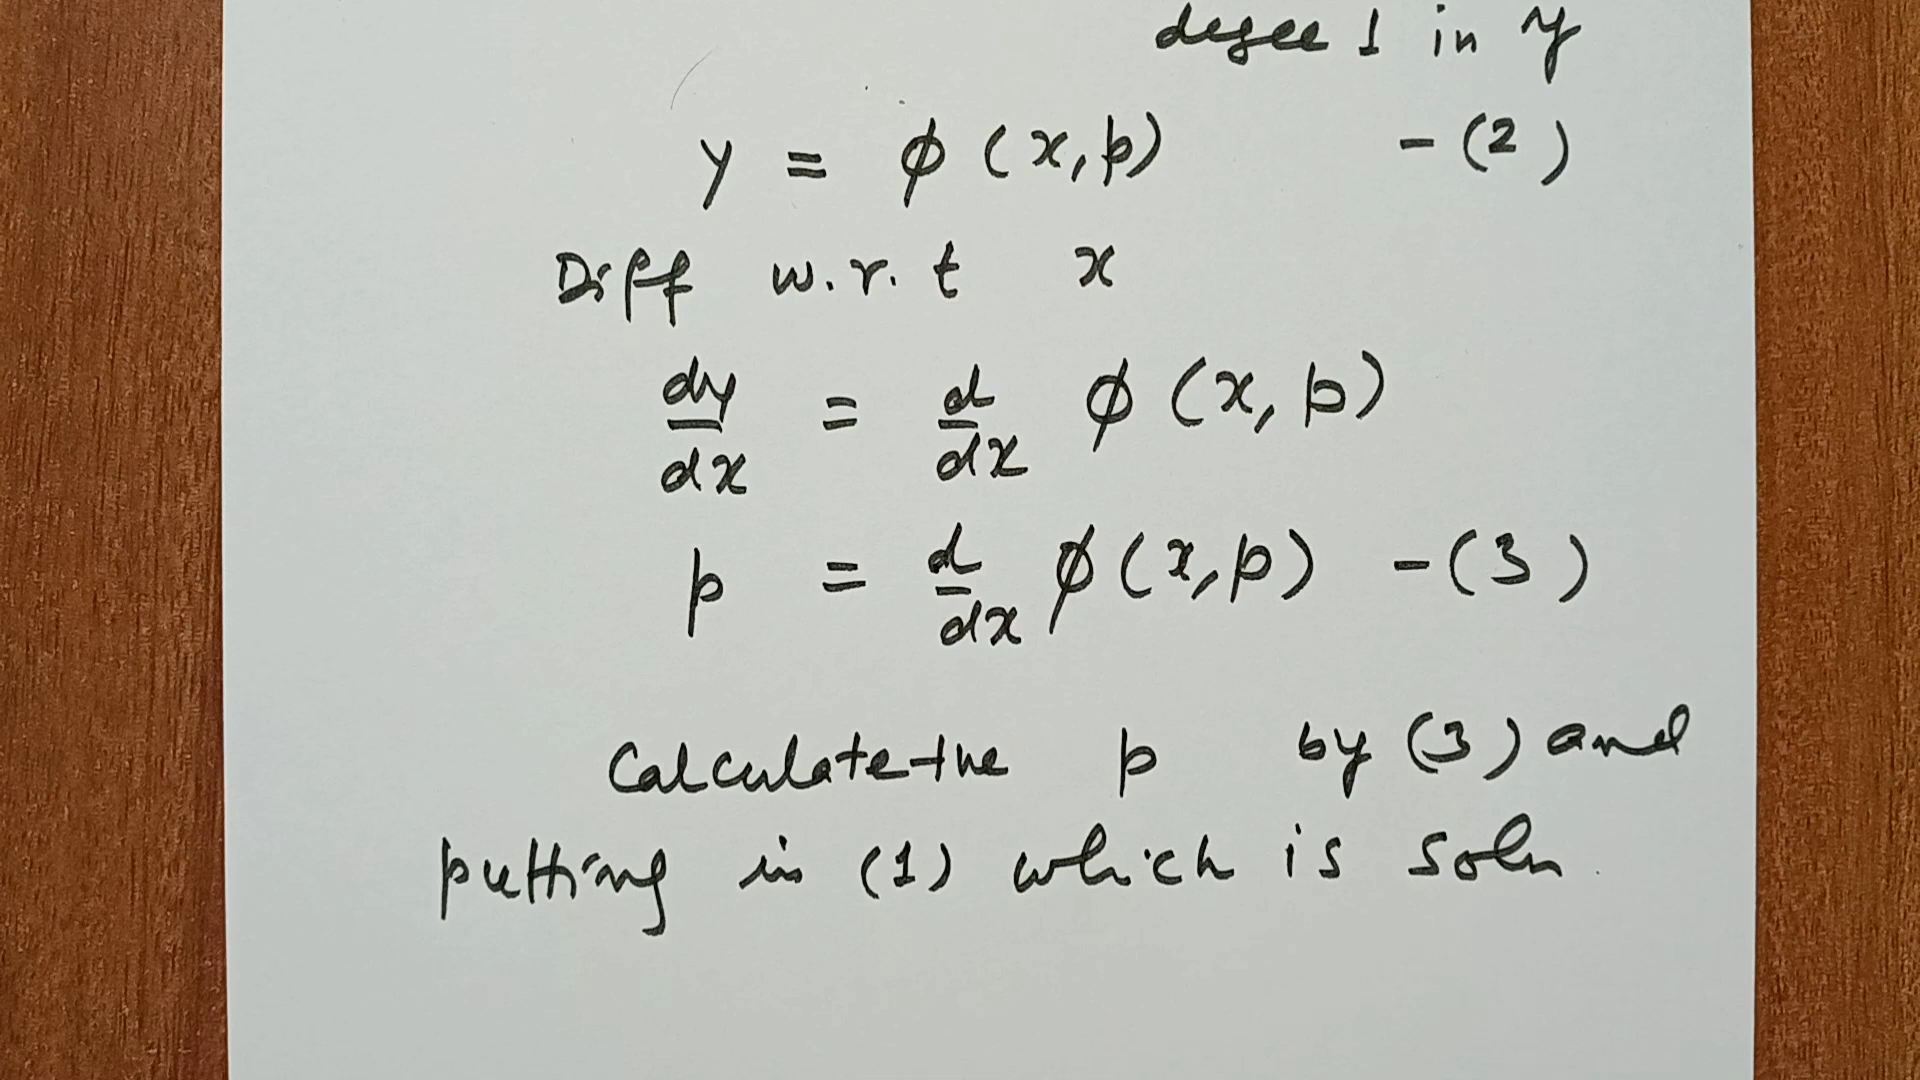 degee 1 in y
y = ϕ (x, p) - (2)
Diff w.r.t x
dy/dx = d/dx ϕ (x, p)
p = d/dx ϕ (x, p) - (3)
Calculate the p by (3) and
putting in (1) which is soln.